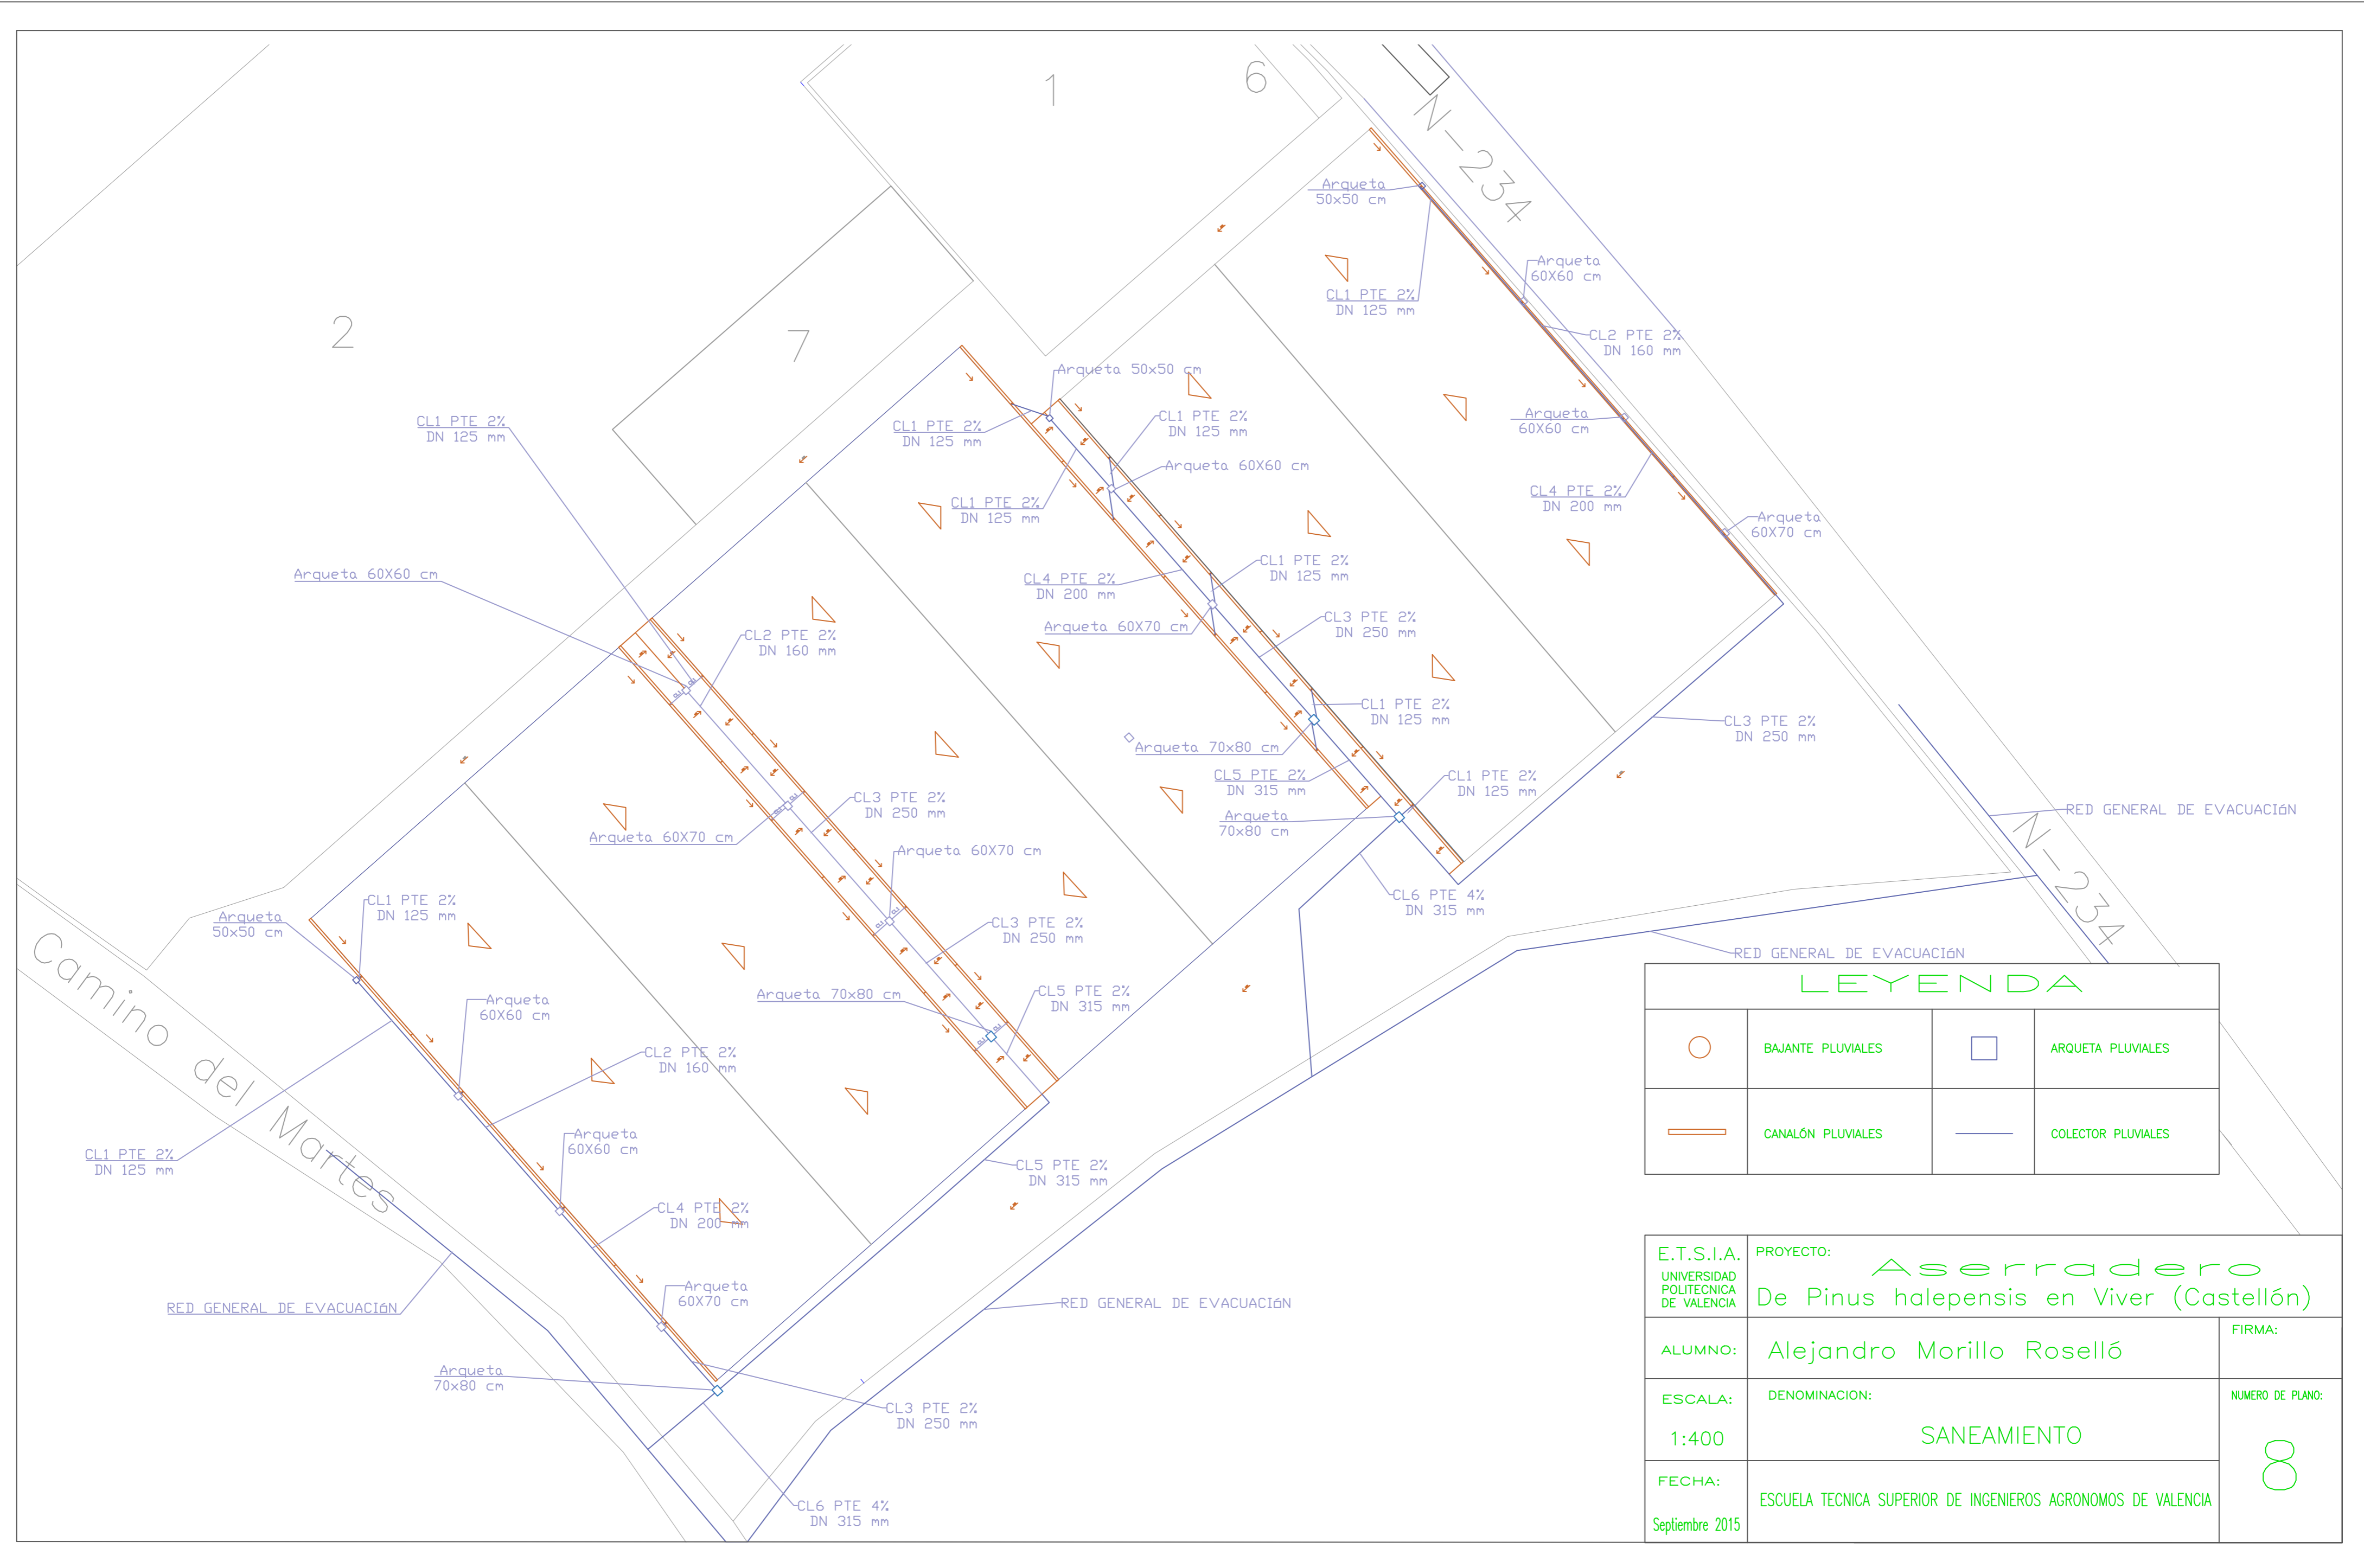 1
6
2
7
N-234
Arqueta
50x50 cm
Arqueta
60X60 cm
CL1 PTE 2%
DN 125 mm
CL2 PTE 2%
DN 160 mm
Arqueta 50x50 cm
CL1 PTE 2%
DN 125 mm
CL1 PTE 2%
DN 125 mm
CL1 PTE 2%
DN 125 mm
Arqueta
60X60 cm
Arqueta 60X60 cm
CL1 PTE 2%
DN 125 mm
CL4 PTE 2%
DN 200 mm
Arqueta
60X70 cm
Arqueta 60X60 cm
CL4 PTE 2%
DN 200 mm
CL1 PTE 2%
DN 125 mm
Arqueta 60X70 cm
CL3 PTE 2%
DN 250 mm
CL2 PTE 2%
DN 160 mm
CL1
CL1
CL1 PTE 2%
DN 125 mm
CL3 PTE 2%
DN 250 mm
Arqueta 70x80 cm
CL5 PTE 2%
DN 315 mm
CL1 PTE 2%
DN 125 mm
Arqueta
70x80 cm
CL3 PTE 2%
DN 250 mm
CL1
CL1
Arqueta 60X70 cm
Arqueta 60X70 cm
RED GENERAL DE EVACUACIóN
N-234
CL6 PTE 4%
DN 315 mm
CL1 PTE 2%
DN 125 mm
Arqueta
50x50 cm
CL1
CL1
CL3 PTE 2%
DN 250 mm
RED GENERAL DE EVACUACIóN
Camino del Martes
Arqueta
60X60 cm
Arqueta 70x80 cm
CL5 PTE 2%
DN 315 mm
CL1
CL1
CL2 PTE 2%
DN 160 mm
CL1 PTE 2%
DN 125 mm
Arqueta
60X60 cm
CL5 PTE 2%
DN 315 mm
CL4 PTE 2%
DN 200 mm
Arqueta
60X70 cm
RED GENERAL DE EVACUACIóN
RED GENERAL DE EVACUACIóN
Arqueta
70x80 cm
CL3 PTE 2%
DN 250 mm
CL6 PTE 4%
DN 315 mm
LEYENDA
BAJANTE PLUVIALES
ARQUETA PLUVIALES
CANALÓN PLUVIALES
COLECTOR PLUVIALES
E.T.S.I.A.
UNIVERSIDAD
POLITECNICA
DE VALENCIA
PROYECTO:
Aserradero
De Pinus halepensis en Viver (Castellón)
ALUMNO:
Alejandro Morillo Roselló
FIRMA:
ESCALA:
1:400
DENOMINACION:
SANEAMIENTO
NUMERO DE PLANO:
8
FECHA:
Septiembre 2015
ESCUELA TECNICA SUPERIOR DE INGENIEROS AGRONOMOS DE VALENCIA